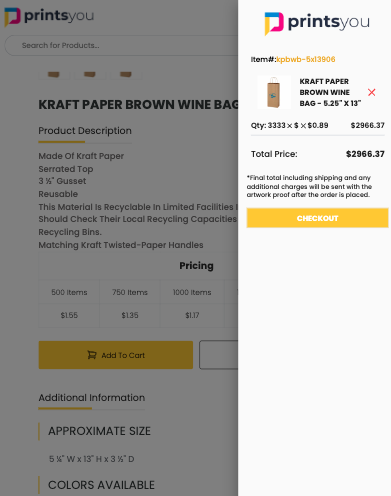 printsyou
Search for Products...
KRAFT PAPER BROWN WINE BAG
Product Description
Made Of Kraft Paper
Serrated Top
3 ½" Gusset
Reusable
This Material Is Recyclable In Limited Facilities
Should Check Their Local Recycling Capacities
Recycling Bins.
Matching Kraft Twisted-Paper Handles
Pricing
500 Items 750 Items 1000 Items
$1.55 $1.35 $1.17
Add To Cart
Additional Information
APPROXIMATE SIZE
5 ¼" W x 13" H x 3 ½" D
COLORS AVAILABLE
printsyou
Item#:kpbwb-5x13906
KRAFT PAPER
BROWN WINE
BAG - 5.25" X 13"
Qty: 3333 × $ × $0.89 $2966.37
Total Price: $2966.37
*Final total including shipping and any
additional charges will be sent with the
artwork proof after the order is placed.
CHECKOUT